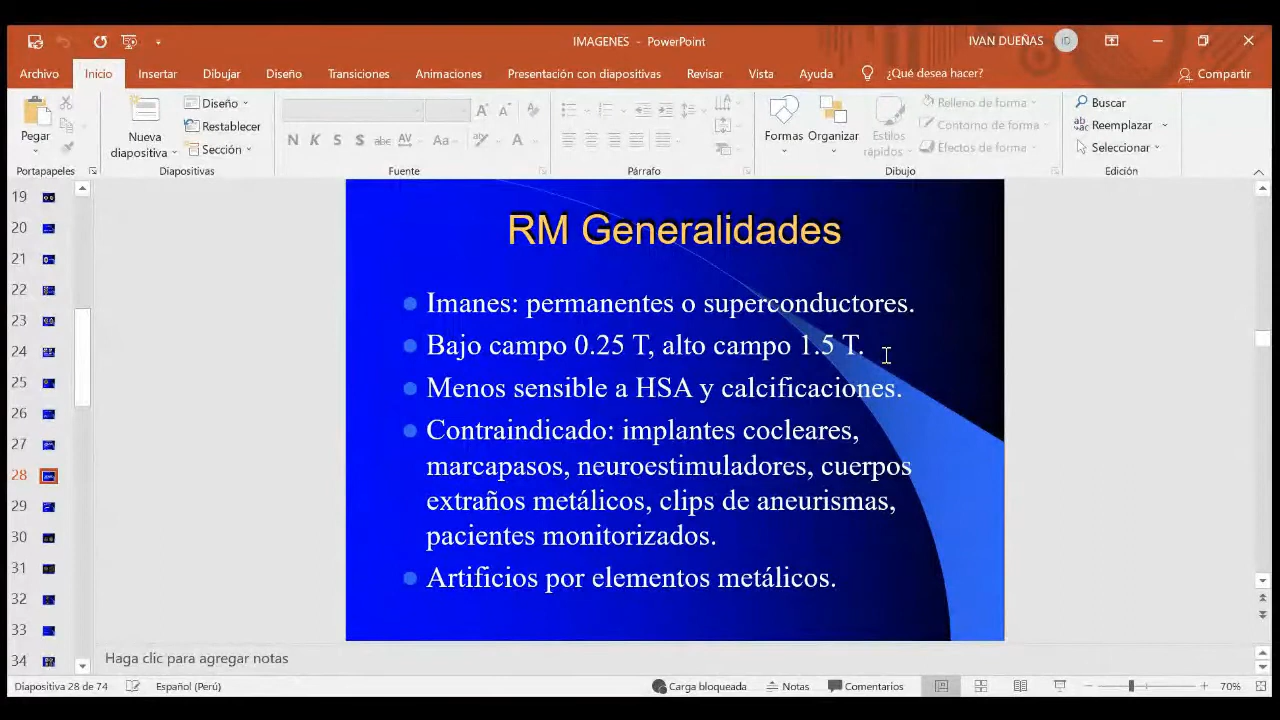 IMAGENES - PowerPoint
IVAN DUEÑAS
ID
Archivo
Inicio
Insertar
Dibujar
Diseño
Transiciones
Animaciones
Presentación con diapositivas
Revisar
Vista
Ayuda
¿Qué desea hacer?
Compartir
Pegar
Portapapeles
Nueva
diapositiva
Diseño
Restablecer
Sección
Diapositivas
N K S S abc AV Aa A
Fuente
Párrafo
Formas
Organizar
Estilos
rápidos
Relleno de forma
Contorno de forma
Efectos de forma
Dibujo
Buscar
Reemplazar
Seleccionar
Edición
19
20
21
22
23
24
25
26
27
28
29
30
31
32
33
34
RM Generalidades
Imanes: permanentes o superconductores.
Bajo campo 0.25 T, alto campo 1.5 T.
Menos sensible a HSA y calcificaciones.
Contraindicado: implantes cocleares,
marcapasos, neuroestimuladores, cuerpos
extraños metálicos, clips de aneurismas,
pacientes monitorizados.
Artificios por elementos metálicos.
Haga clic para agregar notas
Diapositiva 28 de 74
Español (Perú)
Carga bloqueada
Notas
Comentarios
70%